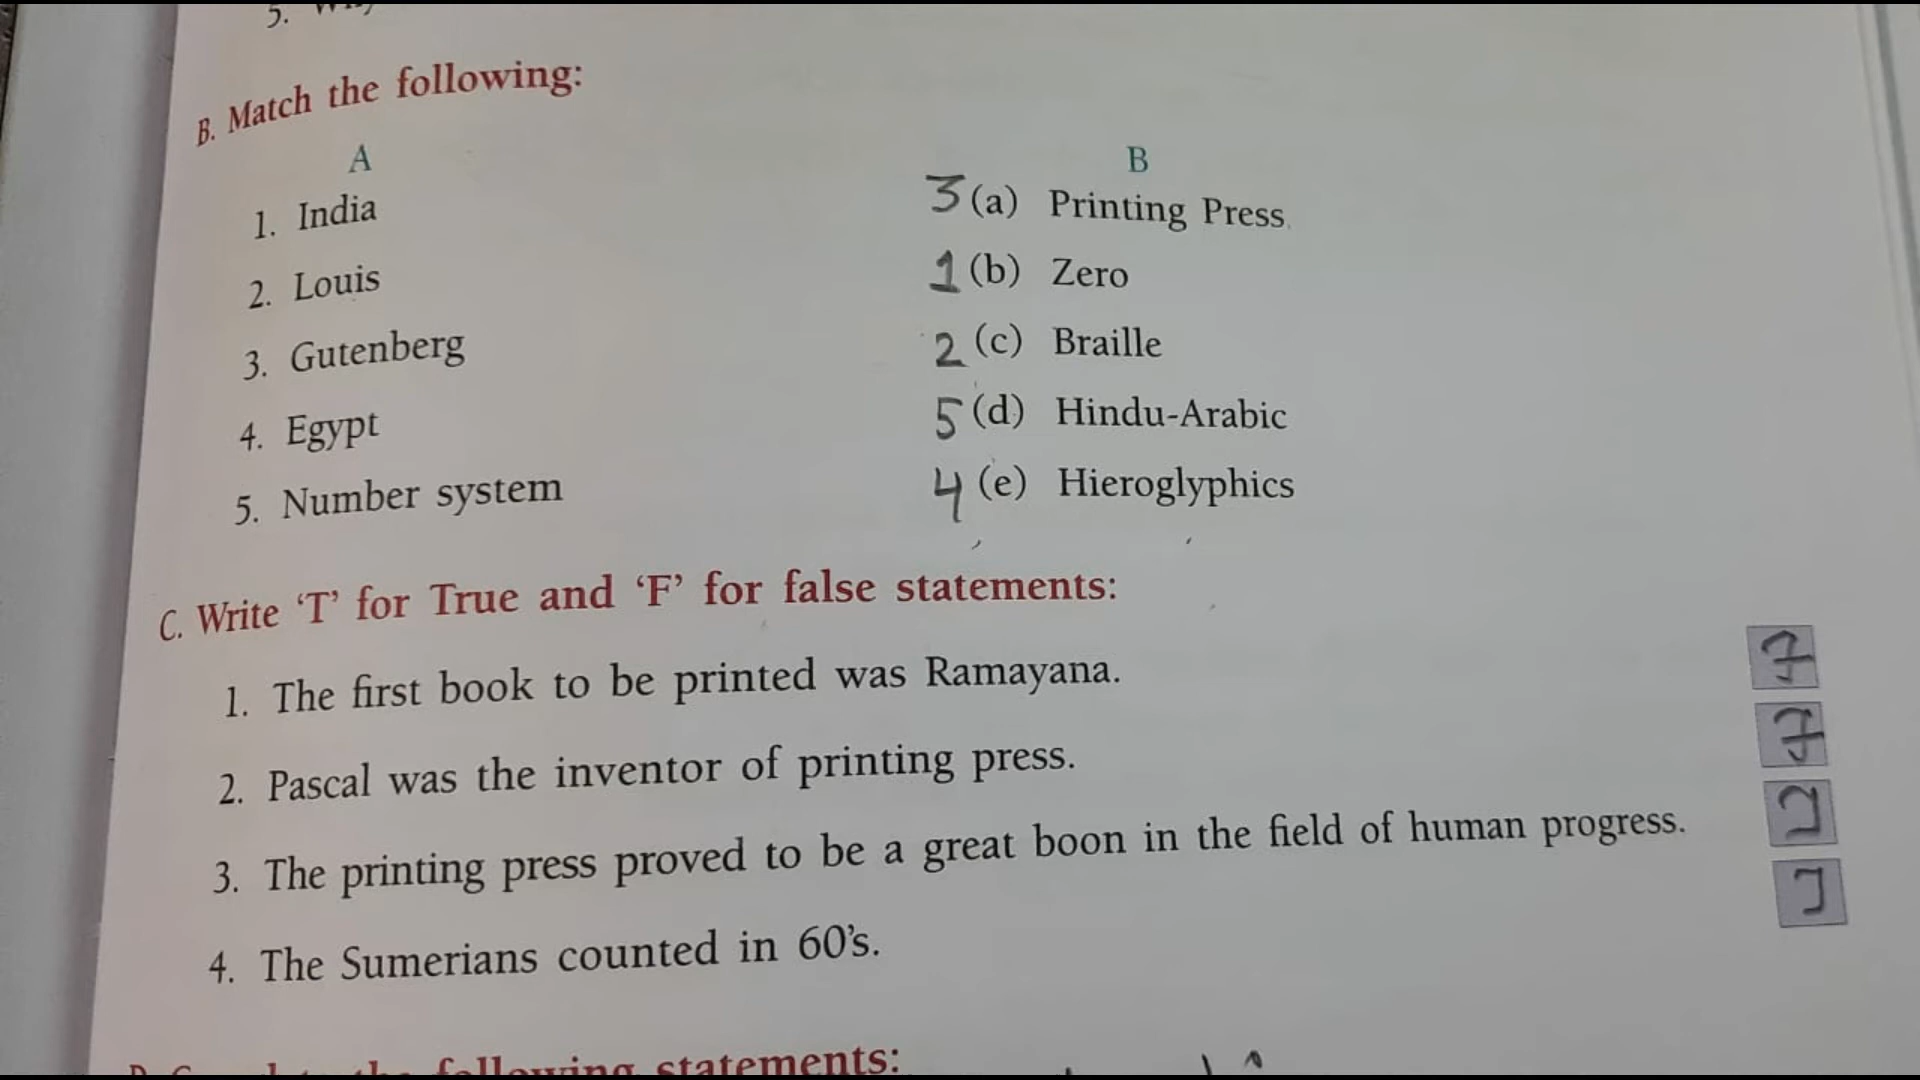 5.
B. Match the following:
A B
1. India 3 (a) Printing Press
2. Louis 1 (b) Zero
3. Gutenberg 2 (c) Braille
4. Egypt 5 (d) Hindu-Arabic
5. Number system 4 (e) Hieroglyphics
C. Write ‘T’ for True and ‘F’ for false statements:
1. The first book to be printed was Ramayana.
2. Pascal was the inventor of printing press.
3. The printing press proved to be a great boon in the field of human progress.
4. The Sumerians counted in 60’s.
following statements: